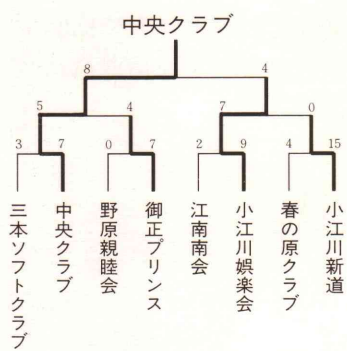 中央クラブ
8 4
5 4 7 0
3 7 0 7 2 9 4 15
三本ソフトクラブ
中央クラブ
野原親睦会
御正プリンス
江南南会
小江川娯楽会
春の原クラブ
小江川新道